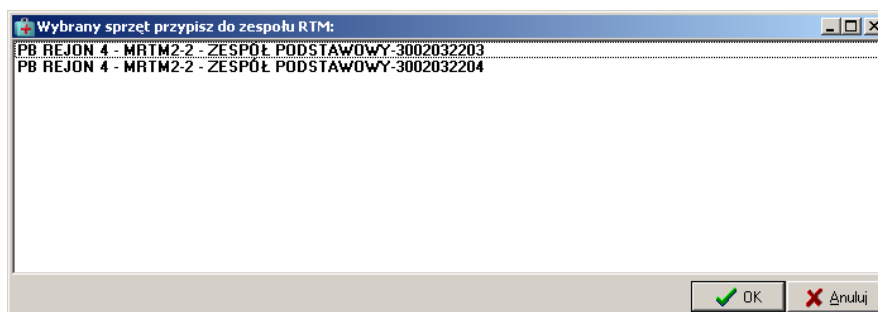 Wybrany sprzęt przypisz do zespołu RTM:
PB REJON 4 - MRTM2-2 - ZESPÓŁ PODSTAWOWY-3002032203
PB REJON 4 - MRTM2-2 - ZESPÓŁ PODSTAWOWY-3002032204
OK Anuluj